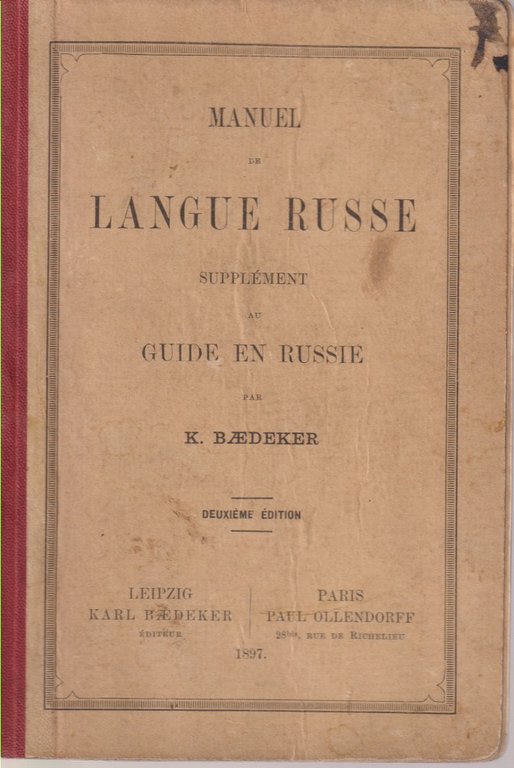 MANUEL
DE
LANGUE RUSSE
SUPPLÉMENT
AU
GUIDE EN RUSSIE
PAR
K. BÆDEKER
DEUXIÈME ÉDITION
LEIPZIG
KARL BÆDEKER
ÉDITEUR
PARIS
PAUL OLLENDORFF
28bis, RUE DE RICHELIEU
1897.